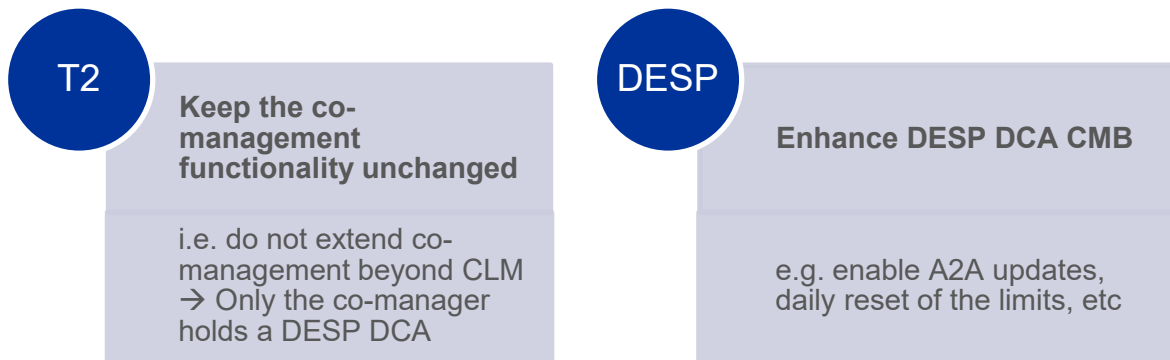 T2
Keep the co-
management
functionality unchanged
i.e. do not extend co-
management beyond CLM
→ Only the co-manager
holds a DESP DCA
DESP
Enhance DESP DCA CMB
e.g. enable A2A updates,
daily reset of the limits, etc